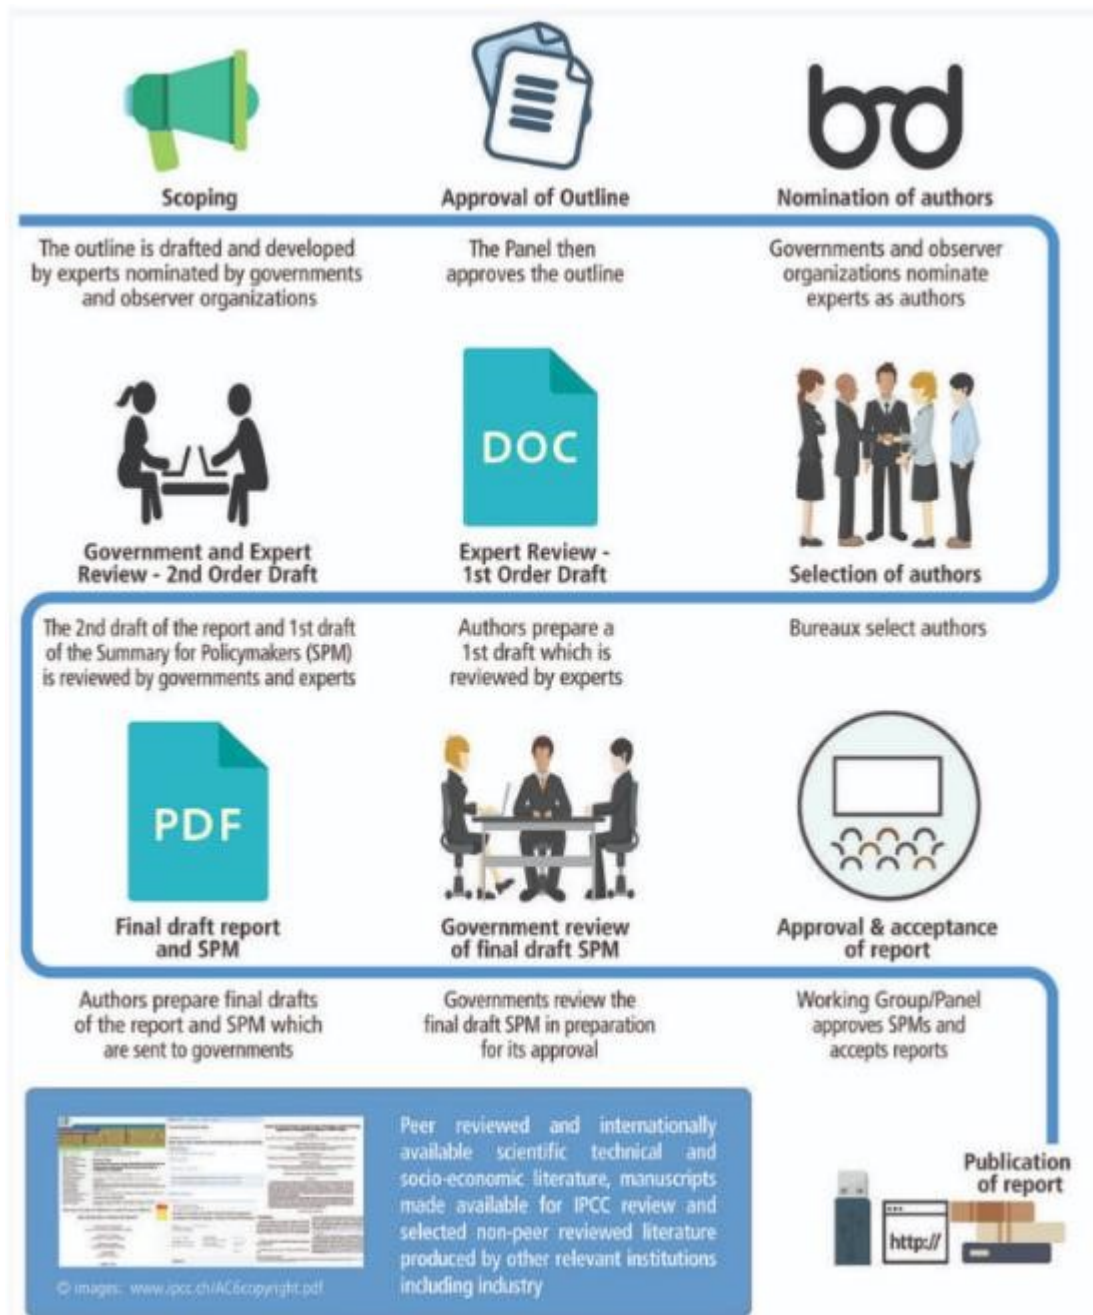 Scoping
The outline is drafted and developed
by experts nominated by governments
and observer organizations
Approval of Outline
The Panel then
approves the outline
Nomination of authors
Governments and observer
organizations nominate
experts as authors
Selection of authors
Bureaux select authors
DOC
Expert Review -
1st Order Draft
Authors prepare a
1st draft which is
reviewed by experts
Government and Expert
Review - 2nd Order Draft
The 2nd draft of the report and 1st draft
of the Summary for Policymakers (SPM)
is reviewed by governments and experts
PDF
Final draft report
and SPM
Authors prepare final drafts
of the report and SPM which
are sent to governments
Government review
of final draft SPM
Governments review the
final draft SPM in preparation
for its approval
Approval & acceptance
of report
Working Group/Panel
approves SPMs and
accepts reports
Peer reviewed and internationally
available scientific technical and
socio-economic literature, manuscripts
made available for IPCC review and
selected non-peer reviewed literature
produced by other relevant institutions
including industry
© images: www.ipcc.ch/AC6copyright.pdf
Publication
of report
http://